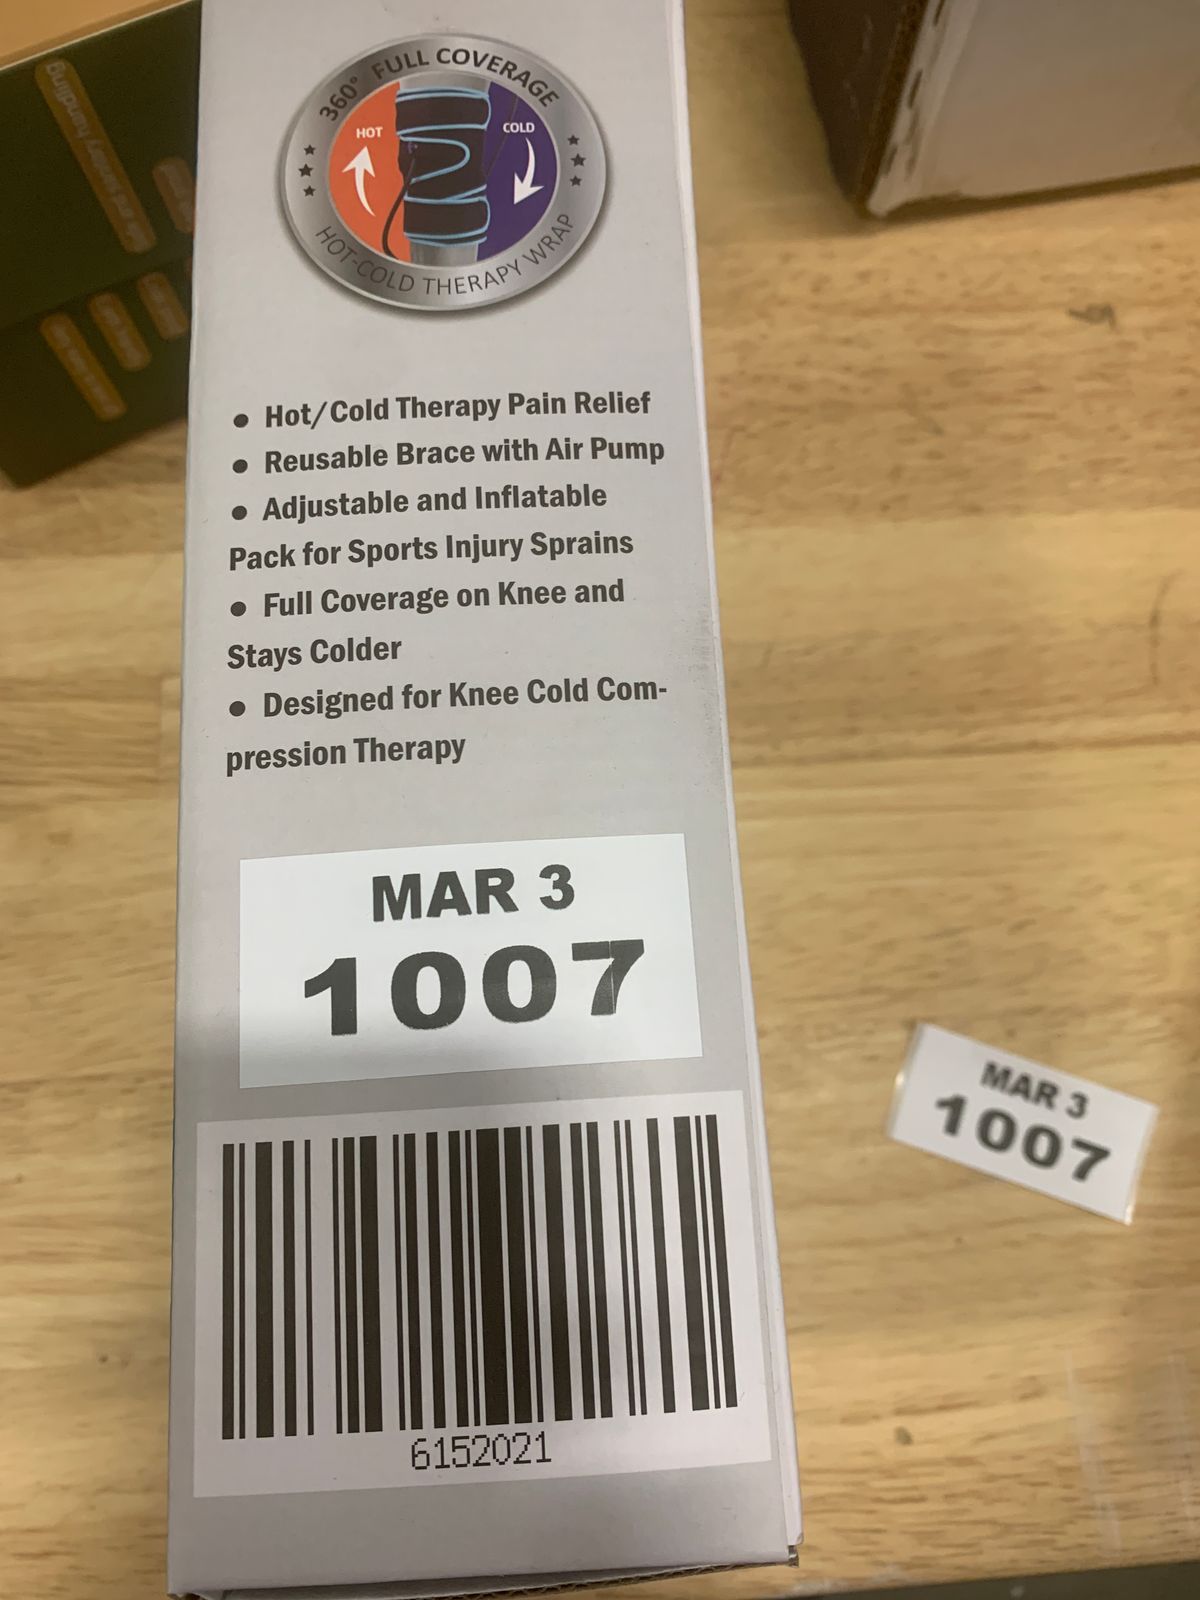 360° FULL COVERAGE
HOT
COLD
HOT-COLD THERAPY WRAP
• Hot/Cold Therapy Pain Relief
• Reusable Brace with Air Pump
• Adjustable and Inflatable
Pack for Sports Injury Sprains
• Full Coverage on Knee and
Stays Colder
• Designed for Knee Cold Com-
pression Therapy
MAR 3
1007
6152021
MAR 3
1007